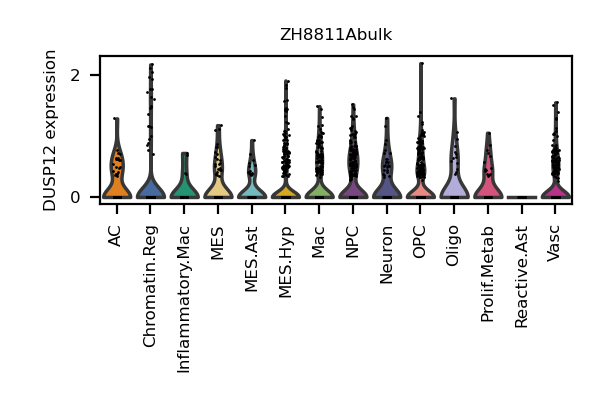 ZH8811Abulk
DUSP12 expression
2
0
AC
Chromatin.Reg
Inflammatory.Mac
MES
MES.Ast
MES.Hyp
Mac
NPC
Neuron
OPC
Oligo
Prolif.Metab
Reactive.Ast
Vasc